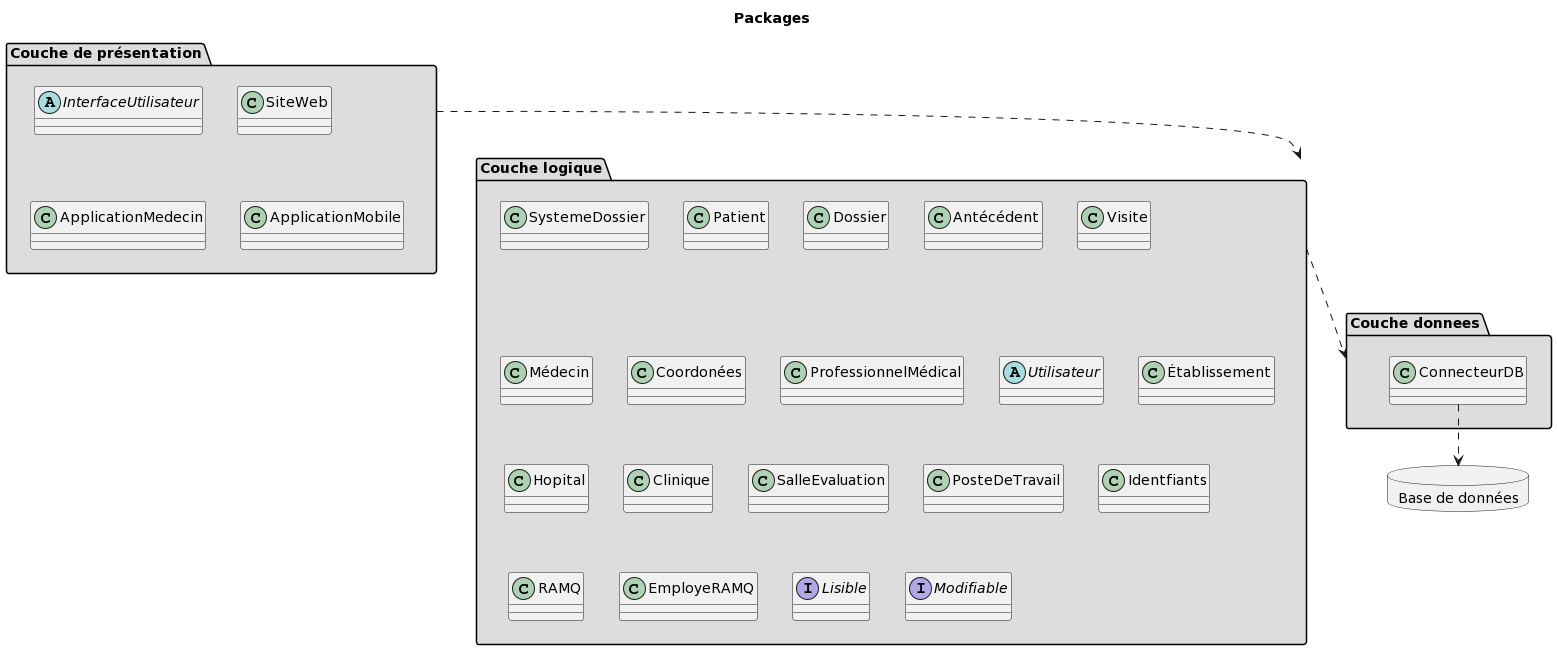 Packages
Couche de présentation
A InterfaceUtilisateur
C SiteWeb
C ApplicationMedecin
C ApplicationMobile
Couche logique
C SystemeDossier
C Patient
C Dossier
C Antécédent
C Visite
C Médecin
C Coordonées
C ProfessionnelMédical
A Utilisateur
C Établissement
C Hopital
C Clinique
C SalleEvaluation
C PosteDeTravail
C Identfiants
C RAMQ
C EmployeRAMQ
I Lisible
I Modifiable
Couche donnees
C ConnecteurDB
Base de données